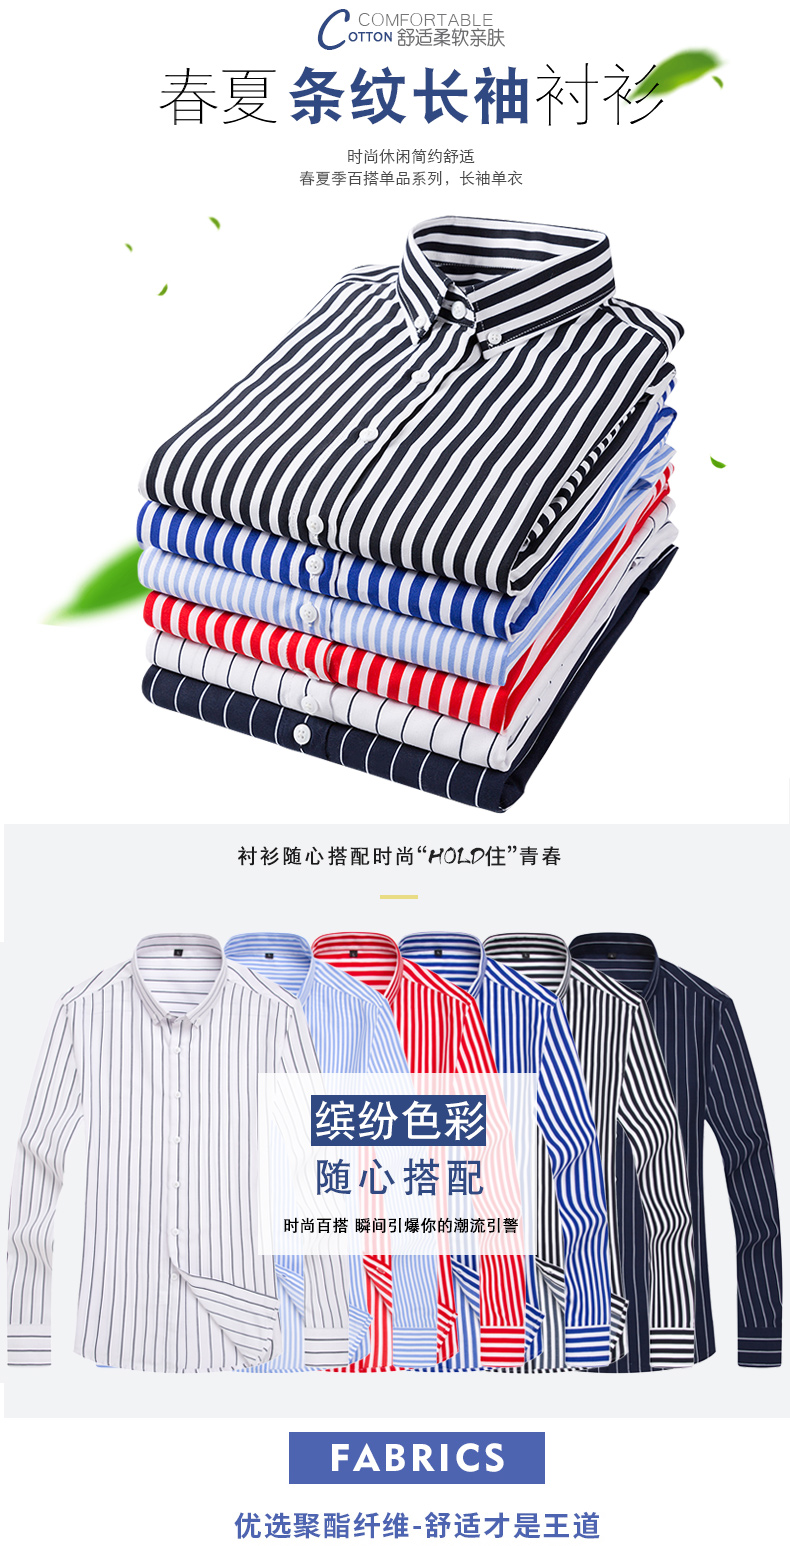 COMFORTABLE
COTTON 舒适柔软亲肤
春夏条纹长袖衬衫
时尚休闲简约舒适
春夏季百搭单品系列，长袖单衣
衬衫随心搭配时尚“HOLD住”青春
缤纷色彩
随心搭配
时尚百搭 瞬间引爆你的潮流引警
FABRICS
优选聚酯纤维-舒适才是王道